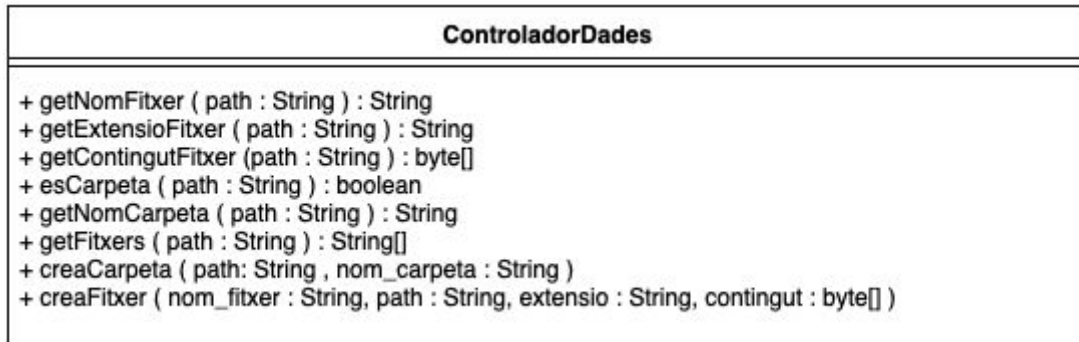 ControladorDades
+ getNomFitxer ( path : String ) : String
+ getExtensioFitxer ( path : String ) : String
+ getContingutFitxer (path : String ) : byte[]
+ esCarpeta ( path : String ) : boolean
+ getNomCarpeta ( path : String ) : String
+ getFitxers ( path : String ) : String[]
+ creaCarpeta ( path: String , nom_carpeta : String )
+ creaFitxer ( nom_fitxer : String, path : String, extensio : String, contingut : byte[] )